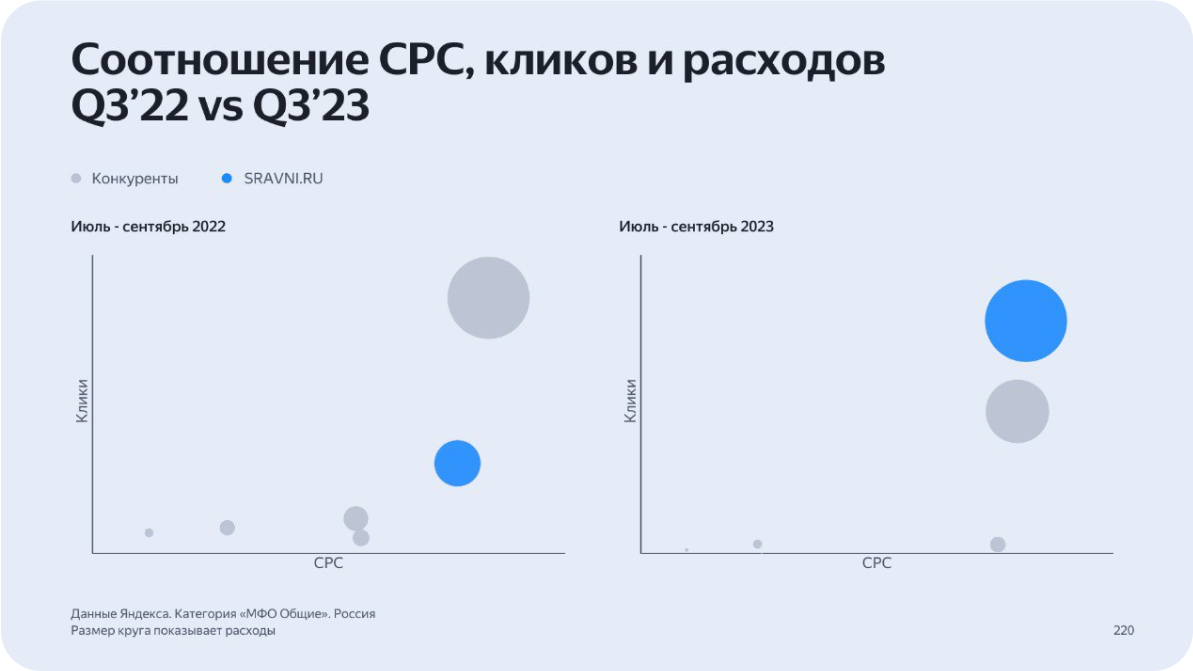 Соотношение CPC, кликов и расходов
Q3’22 vs Q3’23
Конкуренты
SRAVNI.RU
Июль - сентябрь 2022
Июль - сентябрь 2023
Клики
CPC
Клики
CPC
Данные Яндекса. Категория «МФО Общие». Россия
Размер круга показывает расходы
220